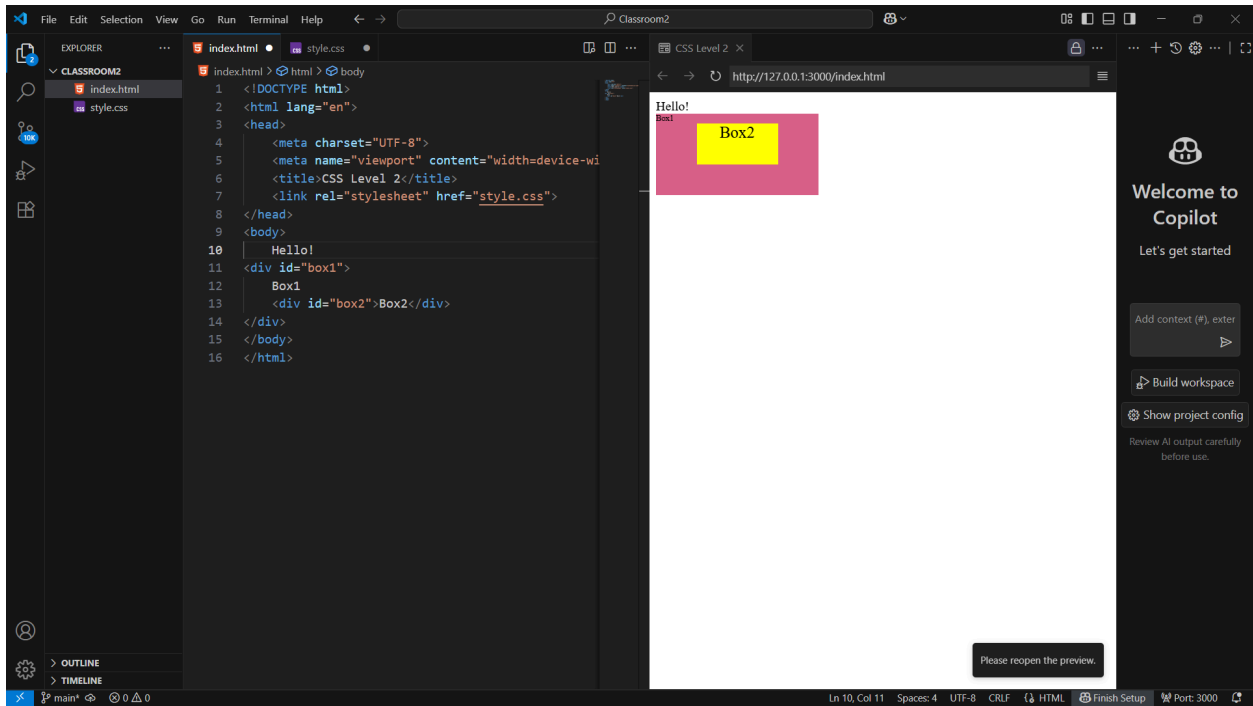 File Edit Selection View Go Run Terminal Help
Classroom2
EXPLORER
CLASSROOM2
index.html
style.css
2
10K
OUTLINE
TIMELINE
index.html
style.css
index.html > html > body
1 <!DOCTYPE html>
2 <html lang="en">
3 <head>
4 <meta charset="UTF-8">
5 <meta name="viewport" content="width=device-wi
6 <title>CSS Level 2</title>
7 <link rel="stylesheet" href="style.css">
8 </head>
9 <body>
10 Hello!
11 <div id="box1">
12 Box1
13 <div id="box2">Box2</div>
14 </div>
15 </body>
16 </html>
CSS Level 2
http://127.0.0.1:3000/index.html
Hello!
Box1
Box2
Please reopen the preview.
Welcome to
Copilot
Let's get started
Add context (#), exter
Build workspace
Show project config
Review AI output carefully
before use.
main* 0 0
Ln 10, Col 11 Spaces: 4 UTF-8 CRLF HTML Finish Setup Port: 3000